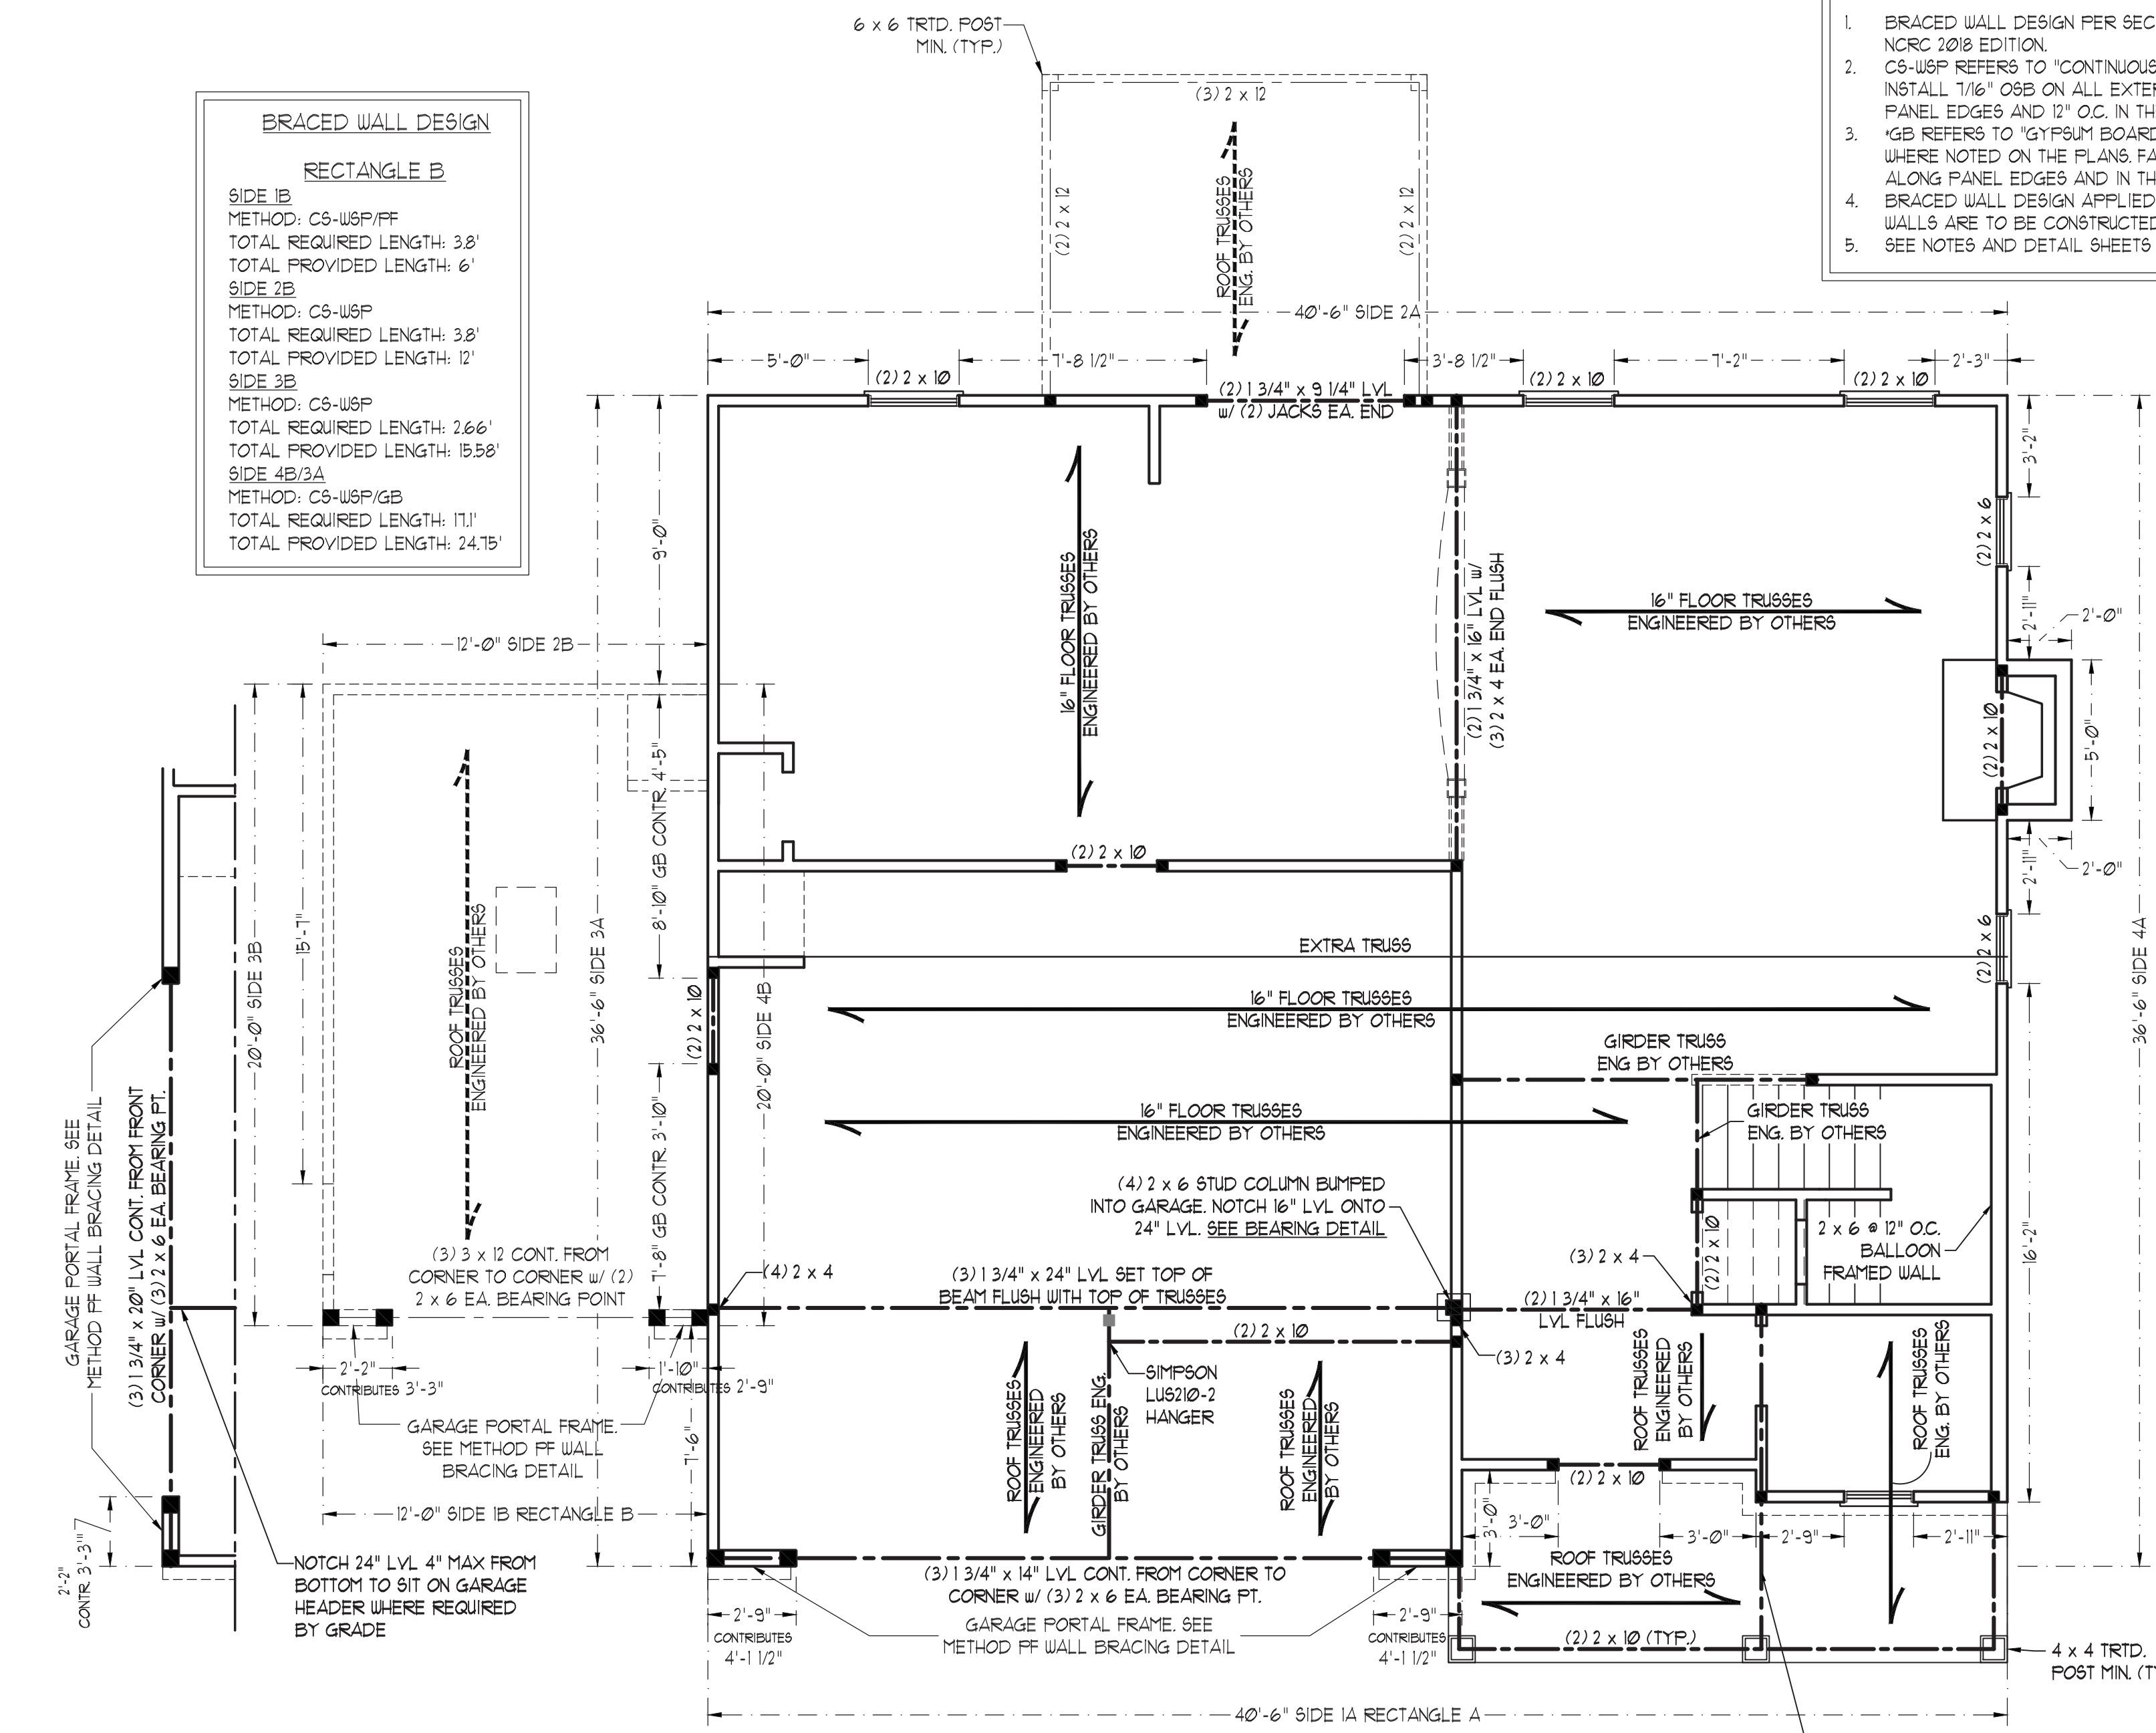 6 x 6 TRTD. POST
MIN. (TYP.)
1. BRACED WALL DESIGN PER SEC
NCRC 2018 EDITION.
2. CS-WSP REFERS TO "CONTINUOUS
INSTALL 7/16" OSB ON ALL EXTER
PANEL EDGES AND 12" O.C. IN TH
3. *GB REFERS TO "GYPSUM BOARD
WHERE NOTED ON THE PLANS. FA
ALONG PANEL EDGES AND IN TH
4. BRACED WALL DESIGN APPLIED
WALLS ARE TO BE CONSTRUCTED
5. SEE NOTES AND DETAIL SHEETS
BRACED WALL DESIGN
RECTANGLE B
SIDE 1B
METHOD: CS-WSP/PF
TOTAL REQUIRED LENGTH: 3.8'
TOTAL PROVIDED LENGTH: 6'
SIDE 2B
METHOD: CS-WSP
TOTAL REQUIRED LENGTH: 3.8'
TOTAL PROVIDED LENGTH: 12'
SIDE 3B
METHOD: CS-WSP
TOTAL REQUIRED LENGTH: 2.66'
TOTAL PROVIDED LENGTH: 15.58'
SIDE 4B/3A
METHOD: CS-WSP/GB
TOTAL REQUIRED LENGTH: 17.1'
TOTAL PROVIDED LENGTH: 24.75'
(3) 2 x 12
(2) 2 x 12
ROOF TRUSSES
ENG. BY OTHERS
(2) 2 x 12
40'-6" SIDE 2A
5'-0"
7'-8 1/2"
3'-8 1/2"
7'-2"
2'-3"
(2) 2 x 10
(2) 1 3/4" x 9 1/4" LVL
w/ (2) JACKS EA. END
(2) 2 x 10
(2) 2 x 10
3'-2"
(2) 2 x 6
9'-0"
16" FLOOR TRUSSES
ENGINEERED BY OTHERS
(2) 1 3/4" x 16" LVL w/
(3) 2 x 4 EA. END FLUSH
16" FLOOR TRUSSES
ENGINEERED BY OTHERS
2'-11"
2'-0"
12'-0" SIDE 2B
(2) 2 x 10
5'-0"
2'-0"
2'-11"
(2) 2 x 10
8'-10" GB CONTR. 4'-5"
36'-6" SIDE 3A
36'-6" SIDE 4A
20'-0" SIDE 3B
15'-7"
ROOF TRUSSES
ENGINEERED BY OTHERS
EXTRA TRUSS
(2) 2 x 6
(2) 2 x 10
20'-0" SIDE 4B
16" FLOOR TRUSSES
ENGINEERED BY OTHERS
GIRDER TRUSS
ENG BY OTHERS
16" FLOOR TRUSSES
ENGINEERED BY OTHERS
GIRDER TRUSS
ENG. BY OTHERS
GARAGE PORTAL FRAME. SEE
METHOD PF WALL BRACING DETAIL
(3) 1 3/4" x 20" LVL CONT. FROM FRONT
CORNER w/ (3) 2 x 6 EA. BEARING PT.
7'-8" GB CONTR. 3'-10"
(4) 2 x 6 STUD COLUMN BUMPED
INTO GARAGE. NOTCH 16" LVL ONTO
24" LVL. SEE BEARING DETAIL
(2) 2 x 10
2 x 6 @ 12" O.C.
BALLOON
FRAMED WALL
16'-2"
(3) 2 x 4
(3) 3 x 12 CONT. FROM
CORNER TO CORNER w/ (2)
2 x 6 EA. BEARING POINT
(4) 2 x 4
(3) 1 3/4" x 24" LVL SET TOP OF
BEAM FLUSH WITH TOP OF TRUSSES
(2) 1 3/4" x 16"
LVL FLUSH
(2) 2 x 10
(3) 2 x 4
2'-2"
CONTRIBUTES 3'-3"
1'-10"
CONTRIBUTES 2'-9"
SIMPSON
LUS210-2
HANGER
GARAGE PORTAL FRAME.
SEE METHOD PF WALL
BRACING DETAIL
7'-6"
ROOF TRUSSES
ENGINEERED
BY OTHERS
GIRDER TRUSS ENG.
BY OTHERS
ROOF TRUSSES
ENGINEERED
BY OTHERS
ROOF TRUSSES
ENGINEERED
BY OTHERS
ROOF TRUSSES
ENG. BY OTHERS
(2) 2 x 10
12'-0" SIDE 1B RECTANGLE B
3'-0"
3'-0"
3'-0"
2'-9"
2'-11"
2'-2"
CONTR 3'-3"
NOTCH 24" LVL 4" MAX FROM
BOTTOM TO SIT ON GARAGE
HEADER WHERE REQUIRED
BY GRADE
(3) 1 3/4" x 14" LVL CONT. FROM CORNER TO
CORNER w/ (3) 2 x 6 EA. BEARING PT.
ROOF TRUSSES
ENGINEERED BY OTHERS
2'-9"
CONTRIBUTES
4'-1 1/2"
GARAGE PORTAL FRAME. SEE
METHOD PF WALL BRACING DETAIL
2'-9"
CONTRIBUTES
4'-1 1/2"
(2) 2 x 10 (TYP.)
4 x 4 TRTD.
POST MIN. (TY
40'-6" SIDE 1A RECTANGLE A